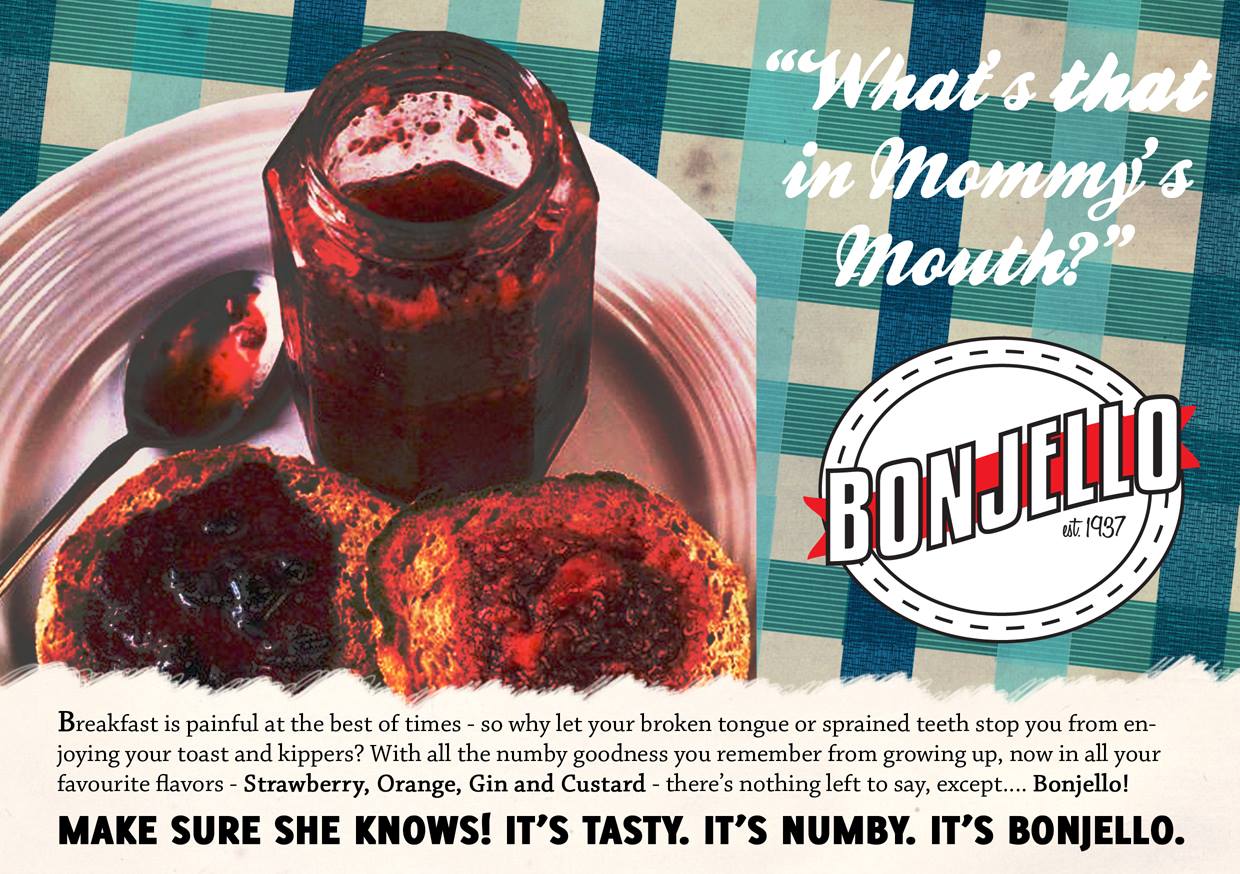 “What’s that
in Mommy’s
Mouth?”
BONJELLO
est. 1937
Breakfast is painful at the best of times - so why let your broken tongue or sprained teeth stop you from en-
joying your toast and kippers? With all the numby goodness you remember from growing up, now in all your
favourite flavors - Strawberry, Orange, Gin and Custard - there’s nothing left to say, except.... Bonjello!
MAKE SURE SHE KNOWS! IT’S TASTY. IT’S NUMBY. IT’S BONJELLO.